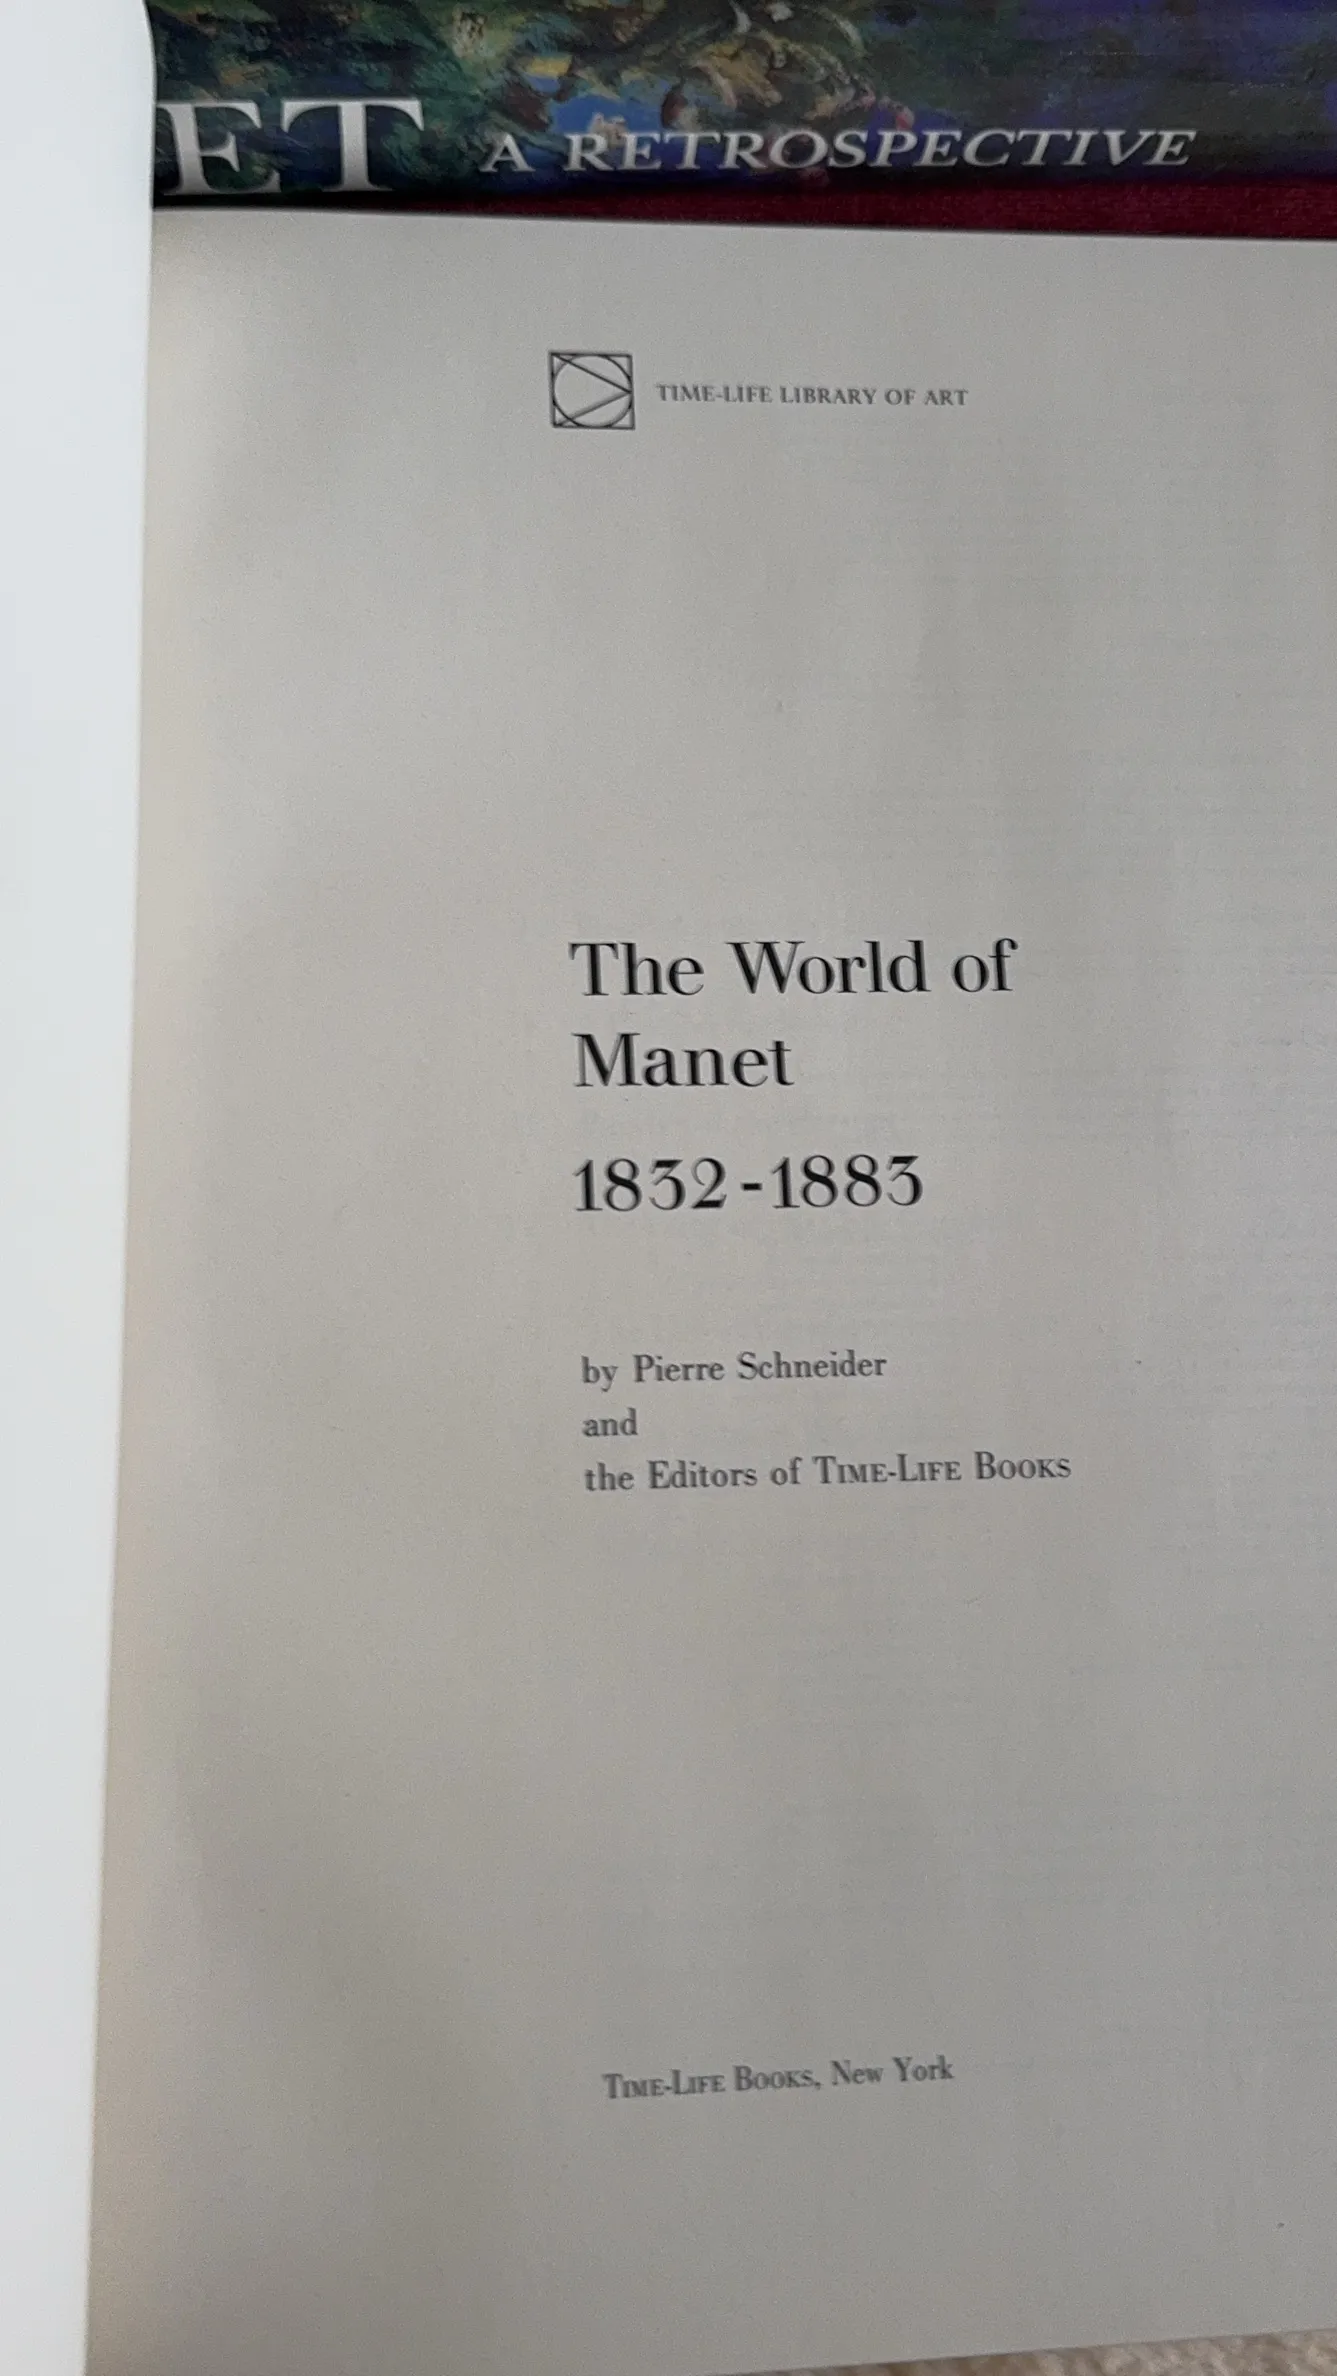 ET A RETROSPECTIVE
TIME-LIFE LIBRARY OF ART
The World of
Manet
1832-1883
by Pierre Schneider
and
the Editors of TIME-LIFE BOOKS
TIME-LIFE BOOKS, New York